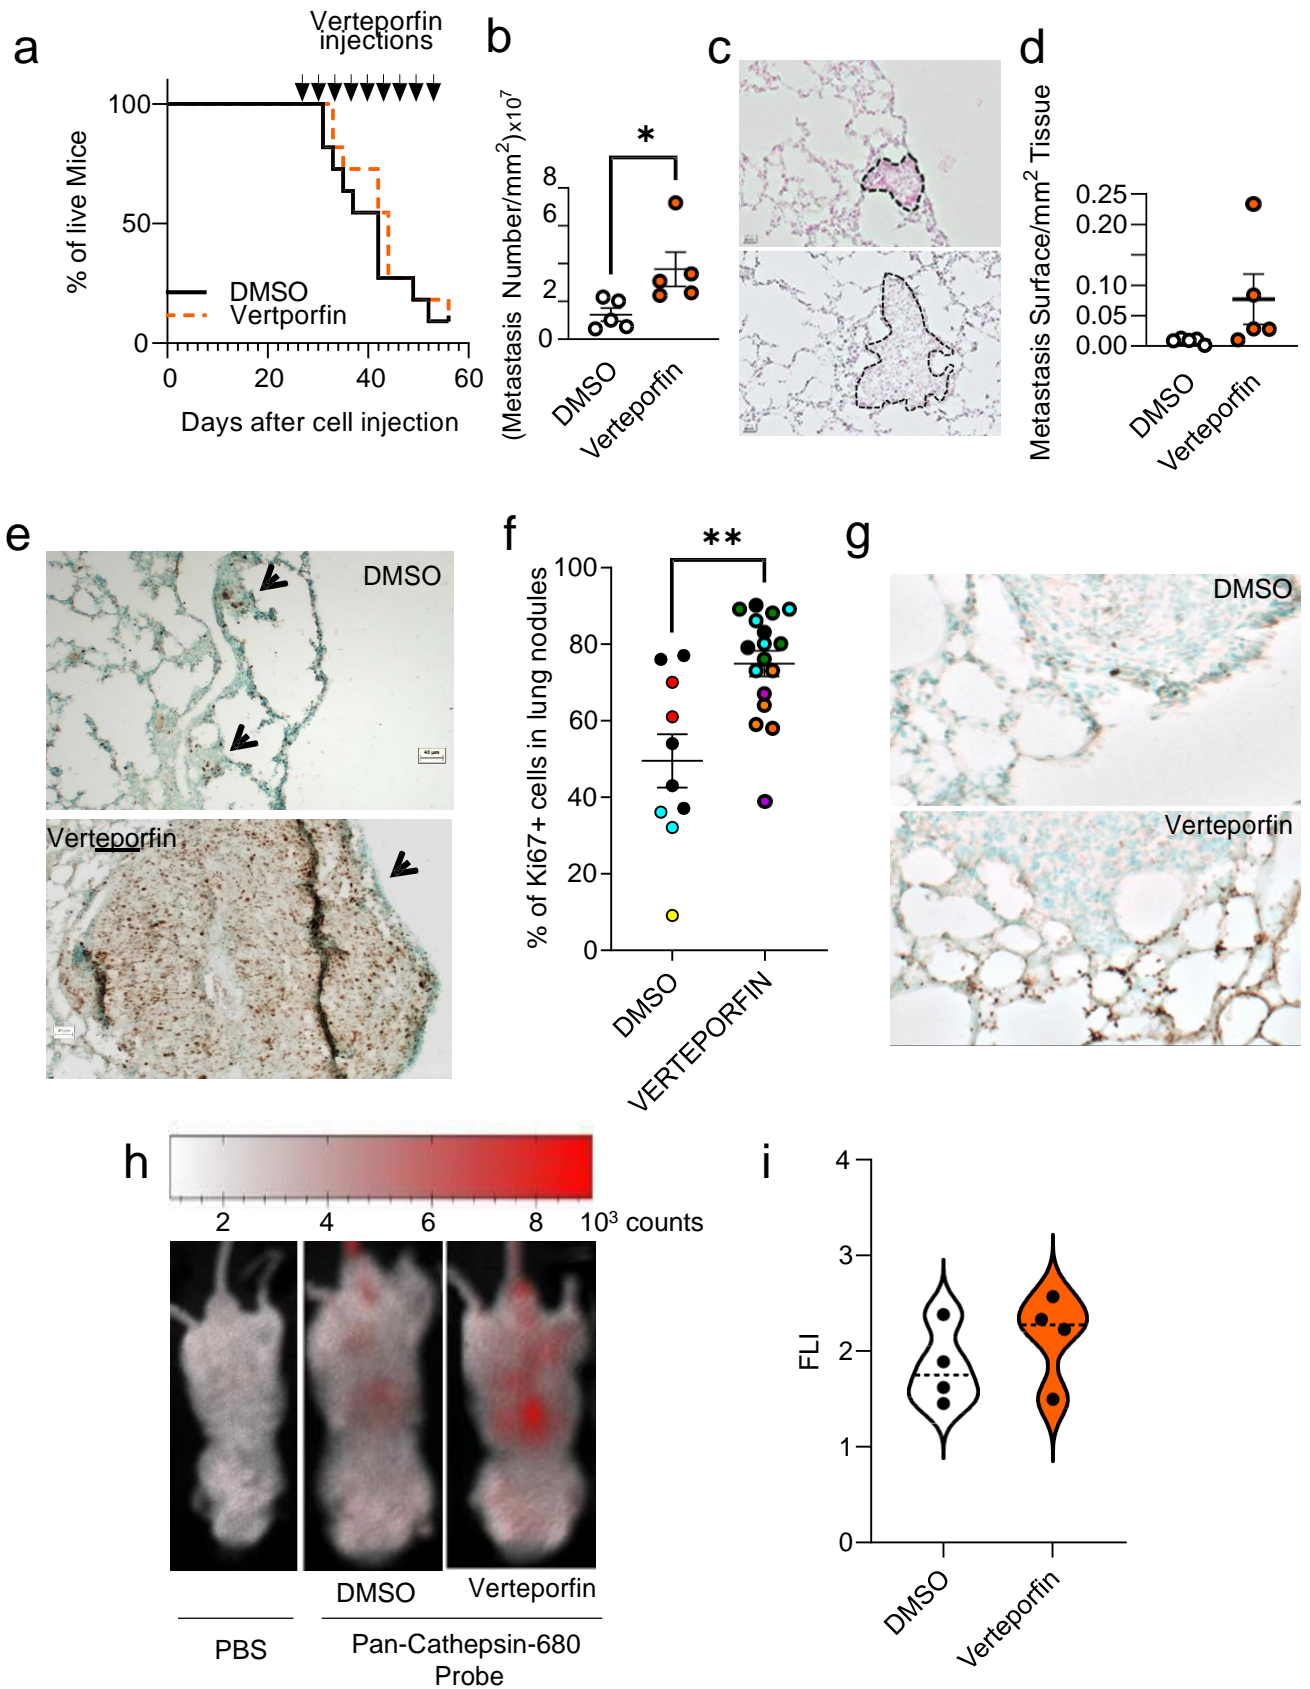 a
Verteporfin
injections
% of live Mice
100
50
0
DMSO
Vertporfin
0 20 40 60
Days after cell injection
b
(Metastasis Number/mm²)x10⁷
*
8
6
2
0
DMSO
Verteporfin
c
d
Metastasis Surface/mm² Tissue
0.25
0.20
0.10
0.05
0.00
DMSO
Verteporfin
e
DMSO
40 µm
Verteporfin
f
**
% of Ki67+ cells in lung nodules
100
80
60
40
20
0
DMSO
VERTEPORFIN
g
DMSO
Verteporfin
h
2 4 6 8 10³ counts
DMSO
Verteporfin
PBS
Pan-Cathepsin-680
Probe
i
FLI
4
3
2
1
0
DMSO
Verteporfin